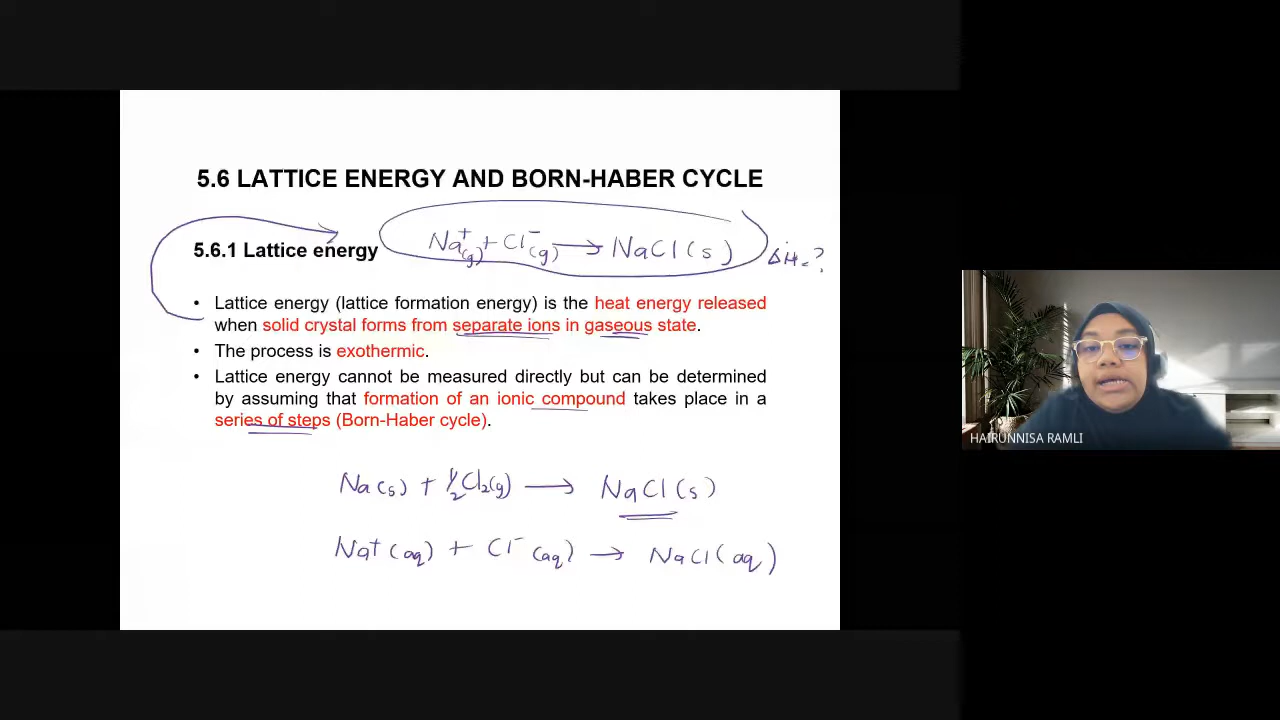 5.6 LATTICE ENERGY AND BORN-HABER CYCLE
5.6.1 Lattice energy
Na⁺(g) + Cl⁻(g) → NaCl(s) ΔH = ?
• Lattice energy (lattice formation energy) is the heat energy released
when solid crystal forms from separate ions in gaseous state.
• The process is exothermic.
• Lattice energy cannot be measured directly but can be determined
by assuming that formation of an ionic compound takes place in a
series of steps (Born-Haber cycle).
Na(s) + ½Cl₂(g) → NaCl(s)
Na⁺(aq) + Cl⁻(aq) → NaCl(aq)
HAIRUNNISA RAMLI